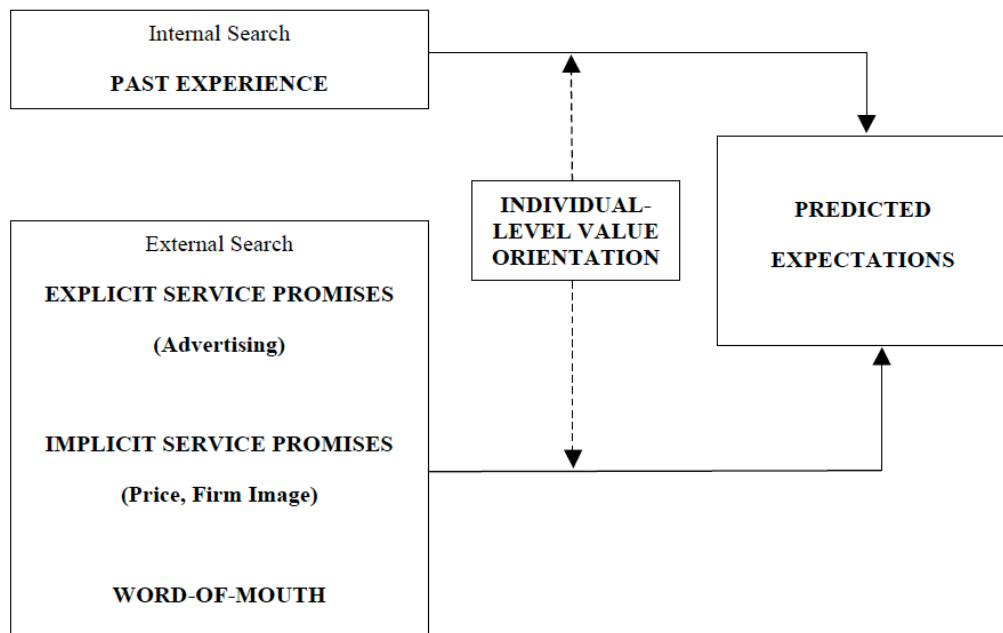 Internal Search
PAST EXPERIENCE
INDIVIDUAL-
LEVEL VALUE
ORIENTATION
PREDICTED
EXPECTATIONS
External Search
EXPLICIT SERVICE PROMISES
(Advertising)
IMPLICIT SERVICE PROMISES
(Price, Firm Image)
WORD-OF-MOUTH